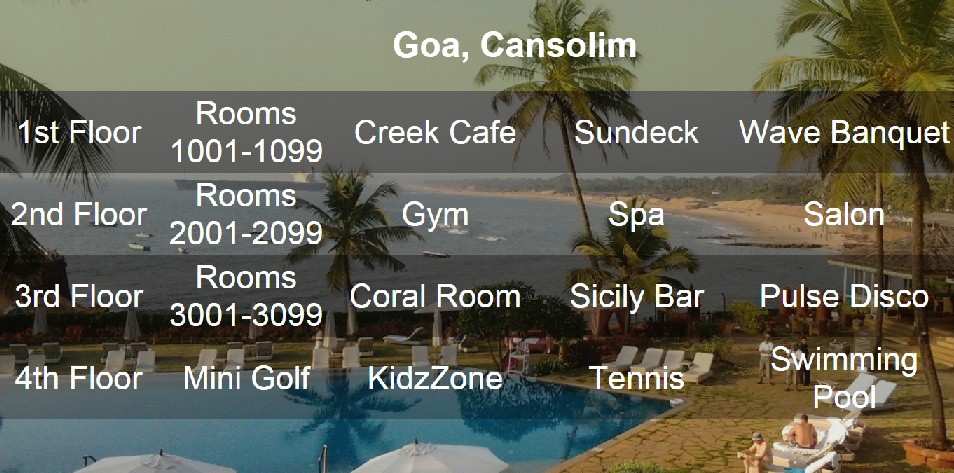 Goa, Cansolim
1st Floor Rooms 1001-1099 Creek Cafe Sundeck Wave Banquet
2nd Floor Rooms 2001-2099 Gym Spa Salon
3rd Floor Rooms 3001-3099 Coral Room Sicily Bar Pulse Disco
4th Floor Mini Golf KidzZone Tennis Swimming Pool